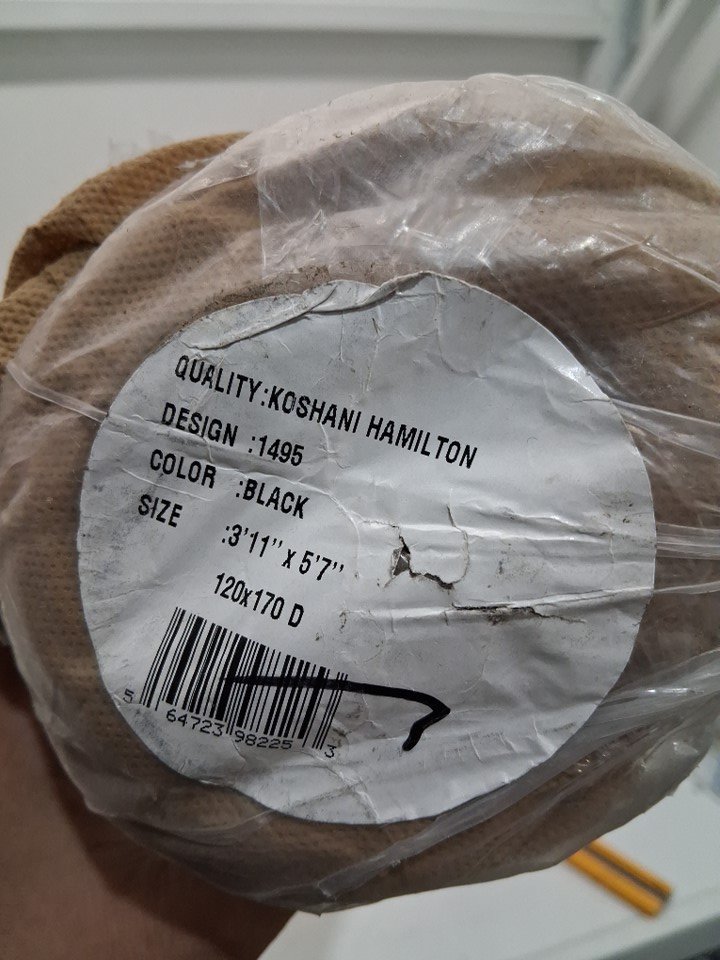 QUALITY:KOSHANI HAMILTON
DESIGN :1495
COLOR :BLACK
SIZE :3'11'' x 5'7''
120x170 D
5 64723 98225 3